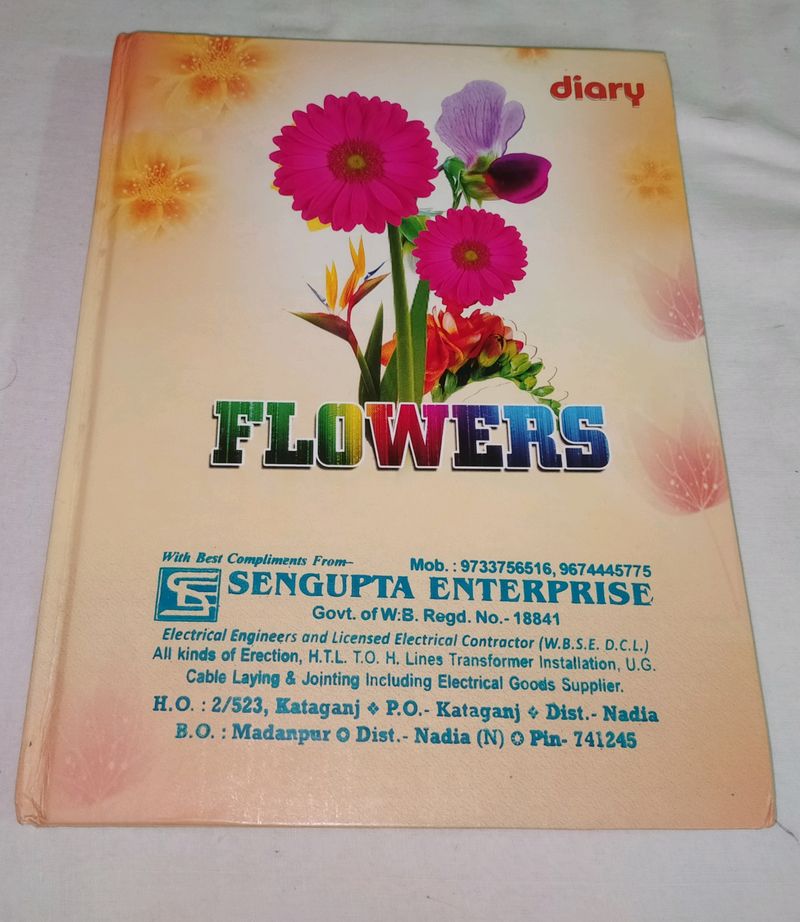 diary
FLOWERS
With Best Compliments From–
Mob. : 9733756516, 9674445775
SENGUPTA ENTERPRISE
Govt. of W.B. Regd. No.- 18841
Electrical Engineers and Licensed Electrical Contractor (W.B.S.E. D.C.L.)
All kinds of Erection, H.T.L. T.O. H. Lines Transformer Installation, U.G.
Cable Laying & Jointing Including Electrical Goods Supplier.
H.O. : 2/523, Kataganj ❖ P.O.- Kataganj ❖ Dist.- Nadia
B.O. : Madanpur ✪ Dist.- Nadia (N) ✪ Pin- 741245